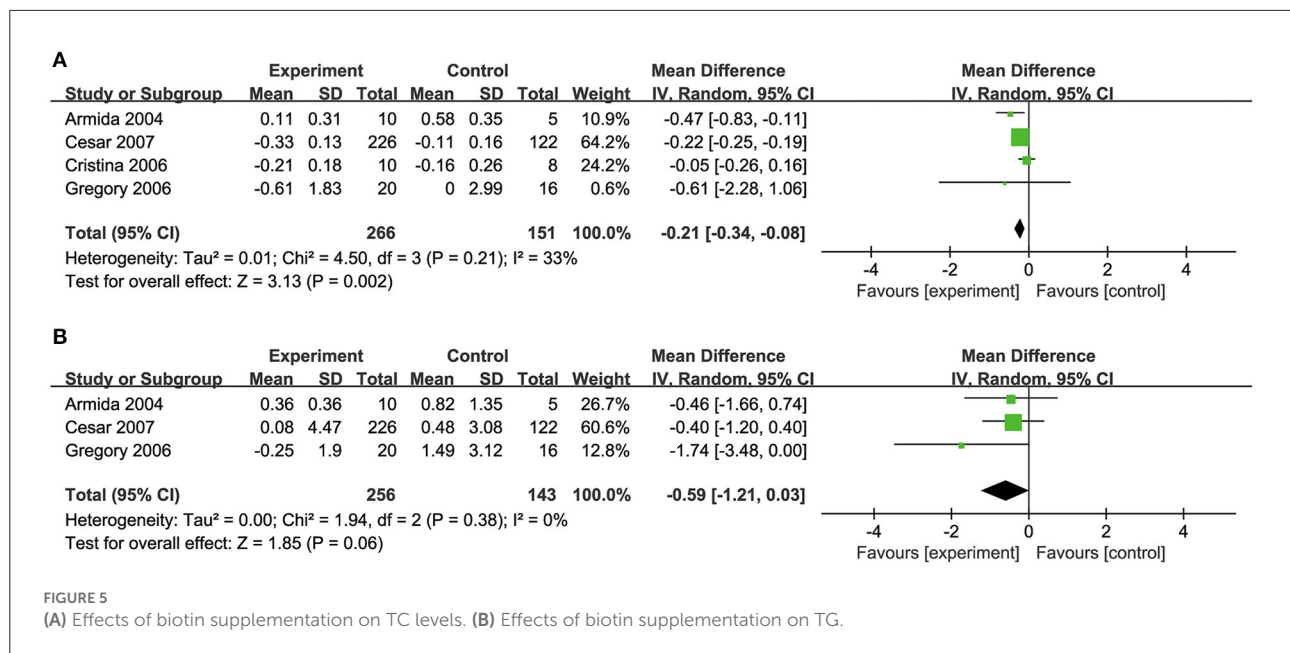 A
Experiment Control Mean Difference Mean Difference
Study or Subgroup Mean SD Total Mean SD Total Weight IV, Random, 95% CI IV, Random, 95% CI
Armida 2004 0.11 0.31 10 0.58 0.35 5 10.9% -0.47 [-0.83, -0.11]
Cesar 2007 -0.33 0.13 226 -0.11 0.16 122 64.2% -0.22 [-0.25, -0.19]
Cristina 2006 -0.21 0.18 10 -0.16 0.26 8 24.2% -0.05 [-0.26, 0.16]
Gregory 2006 -0.61 1.83 20 0 2.99 16 0.6% -0.61 [-2.28, 1.06]
Total (95% CI) 266 151 100.0% -0.21 [-0.34, -0.08]
Heterogeneity: Tau² = 0.01; Chi² = 4.50, df = 3 (P = 0.21); I² = 33%
Test for overall effect: Z = 3.13 (P = 0.002)
-4 -2 0 2 4
Favours [experiment] Favours [control]
B
Experiment Control Mean Difference Mean Difference
Study or Subgroup Mean SD Total Mean SD Total Weight IV, Random, 95% CI IV, Random, 95% CI
Armida 2004 0.36 0.36 10 0.82 1.35 5 26.7% -0.46 [-1.66, 0.74]
Cesar 2007 0.08 4.47 226 0.48 3.08 122 60.6% -0.40 [-1.20, 0.40]
Gregory 2006 -0.25 1.9 20 1.49 3.12 16 12.8% -1.74 [-3.48, 0.00]
Total (95% CI) 256 143 100.0% -0.59 [-1.21, 0.03]
Heterogeneity: Tau² = 0.00; Chi² = 1.94, df = 2 (P = 0.38); I² = 0%
Test for overall effect: Z = 1.85 (P = 0.06)
-4 -2 0 2 4
Favours [experiment] Favours [control]
FIGURE 5
(A) Effects of biotin supplementation on TC levels. (B) Effects of biotin supplementation on TG.